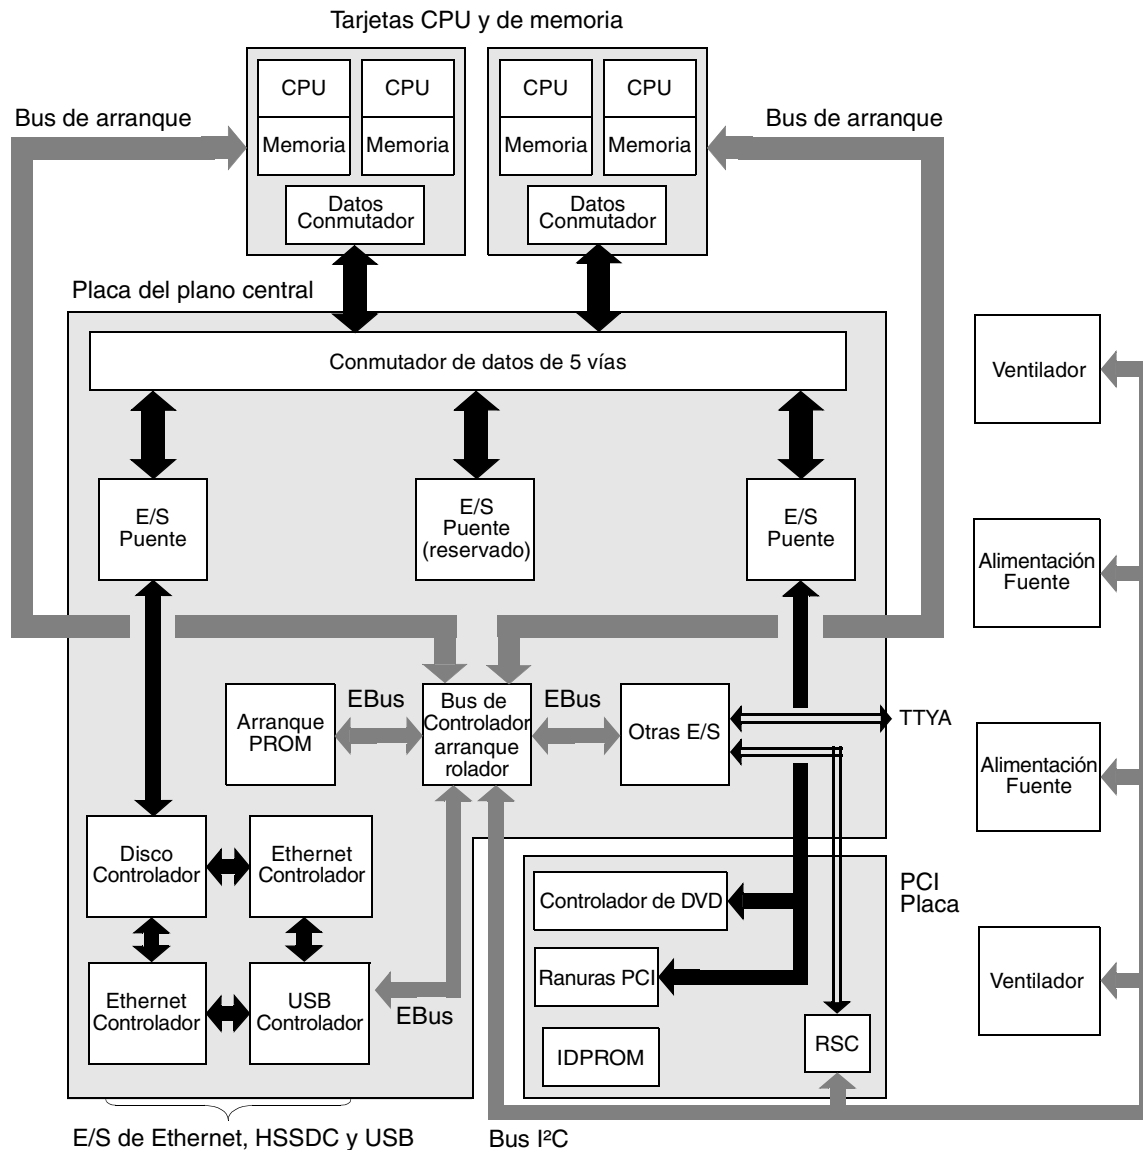 Tarjetas CPU y de memoria
CPU
CPU
CPU
CPU
Memoria
Memoria
Memoria
Memoria
Bus de arranque
Bus de arranque
Datos
Conmutador
Datos
Conmutador
Placa del plano central
Conmutador de datos de 5 vías
Ventilador
E/S
Puente
E/S
Puente
(reservado)
E/S
Puente
Alimentación
Fuente
Arranque
PROM
EBus
Bus de
Controlador
arranque
rolador
EBus
Otras E/S
TTYA
Alimentación
Fuente
Disco
Controlador
Ethernet
Controlador
Ethernet
Controlador
USB
Controlador
EBus
Controlador de DVD
PCI
Placa
Ranuras PCI
IDPROM
RSC
Ventilador
E/S de Ethernet, HSSDC y USB
Bus I²C